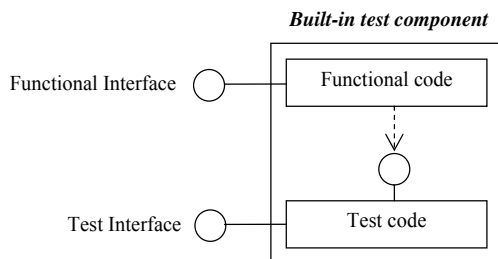 Built-in test component
Functional Interface
Functional code
Test Interface
Test code